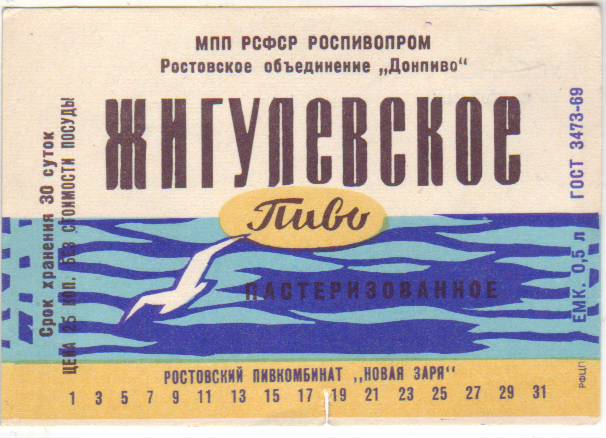 МПП РСФСР РОСПИВОПРОМ
Ростовское объединение „Донпиво“
ЖИГУЛЕВСКОЕ
Пиво
ПАСТЕРИЗОВАННОЕ
Срок хранения 30 суток
ЦЕНА 25 КОП. БЕЗ СТОИМОСТИ ПОСУДЫ
ЕМК. 0,5 л ГОСТ 3473-69
РОСТОВСКИЙ ПИВКОМБИНАТ „НОВАЯ ЗАРЯ“
1 3 5 7 9 11 13 15 17 19 21 23 25 27 29 31
РФЦП